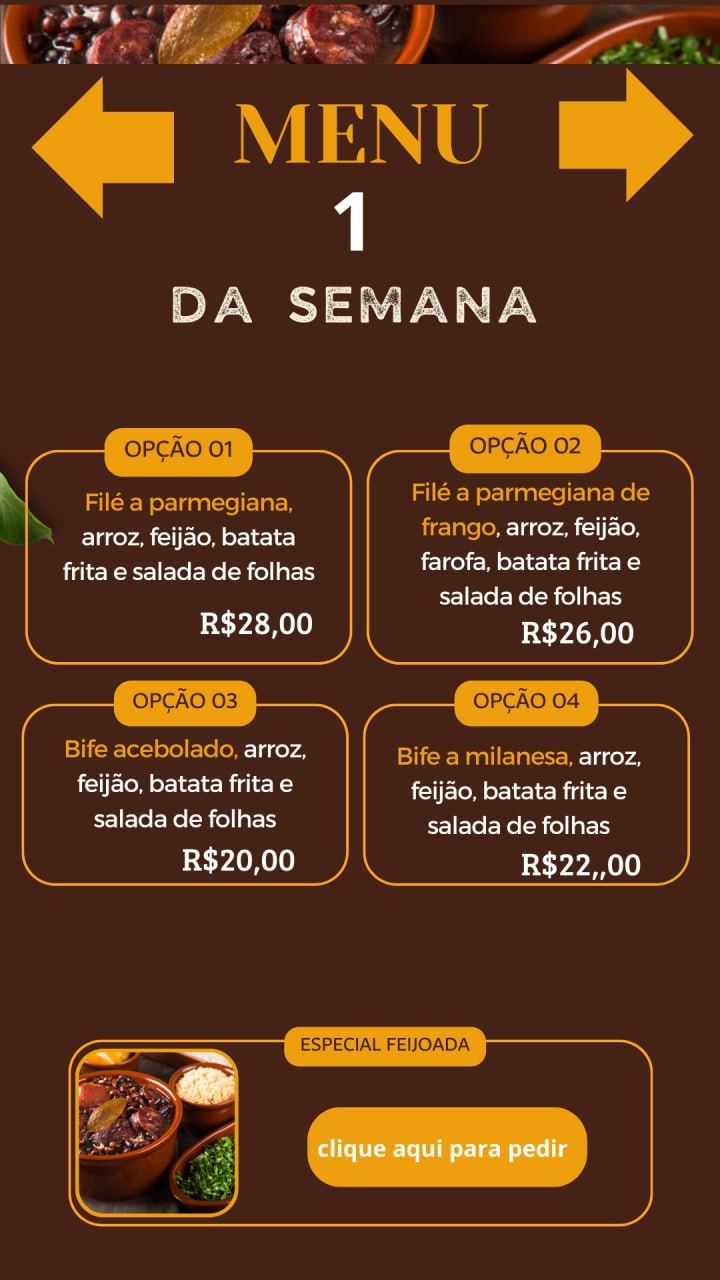 MENU
1
DA SEMANA
OPÇÃO 01
Filé a parmegiana,
arroz, feijão, batata
frita e salada de folhas
R$28,00
OPÇÃO 02
Filé a parmegiana de
frango, arroz, feijão,
farofa, batata frita e
salada de folhas
R$26,00
OPÇÃO 03
Bife acebolado, arroz,
feijão, batata frita e
salada de folhas
R$20,00
OPÇÃO 04
Bife a milanesa, arroz,
feijão, batata frita e
salada de folhas
R$22,,00
ESPECIAL FEIJOADA
clique aqui para pedir